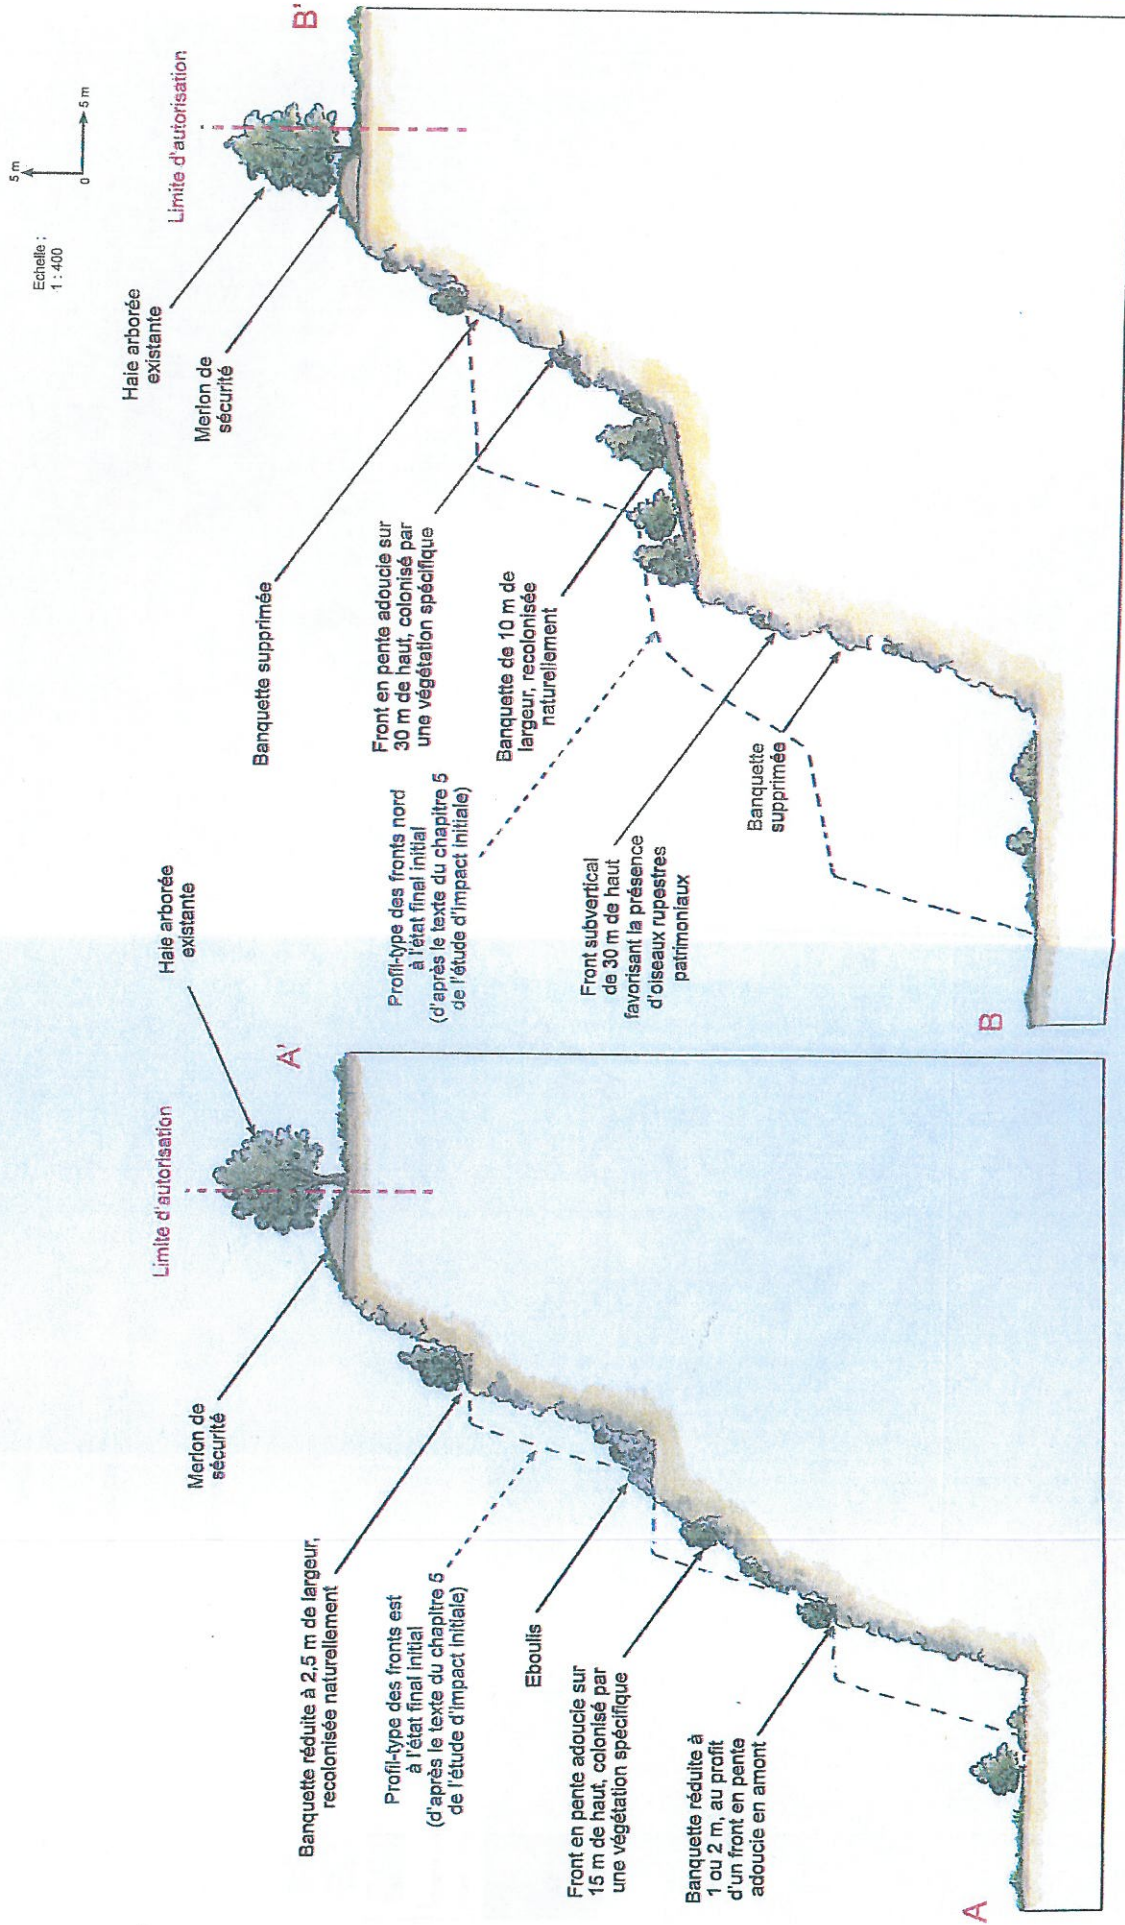 Echelle :
1 : 400
5 m
0
5 m
Haie arborée
existante
Limite d'autorisation
A'
Merlon de
sécurité
Banquette réduite à 2,5 m de largeur,
recolonisée naturellement
Profil-type des fronts est
à l'état final initial
(d'après le texte du chapitre 5
de l'étude d'impact initiale)
Eboulis
Front en pente adoucie sur
15 m de haut, colonisé par
une végétation spécifique
Banquette réduite à
1 ou 2 m, au profit
d'un front en pente
adoucie en amont
A
Haie arborée
existante
Limite d'autorisation
B'
Merlon de
sécurité
Banquette supprimée
Front en pente adoucie sur
30 m de haut, colonisé par
une végétation spécifique
Banquette de 10 m de
largeur, recolonisée
naturellement
Profil-type des fronts nord
à l'état final initial
(d'après le texte du chapitre 5
de l'étude d'impact initiale)
Front subvertical
de 30 m de haut
favorisant la présence
d'oiseaux rupestres
patrimoniaux
Banquette
supprimée
B